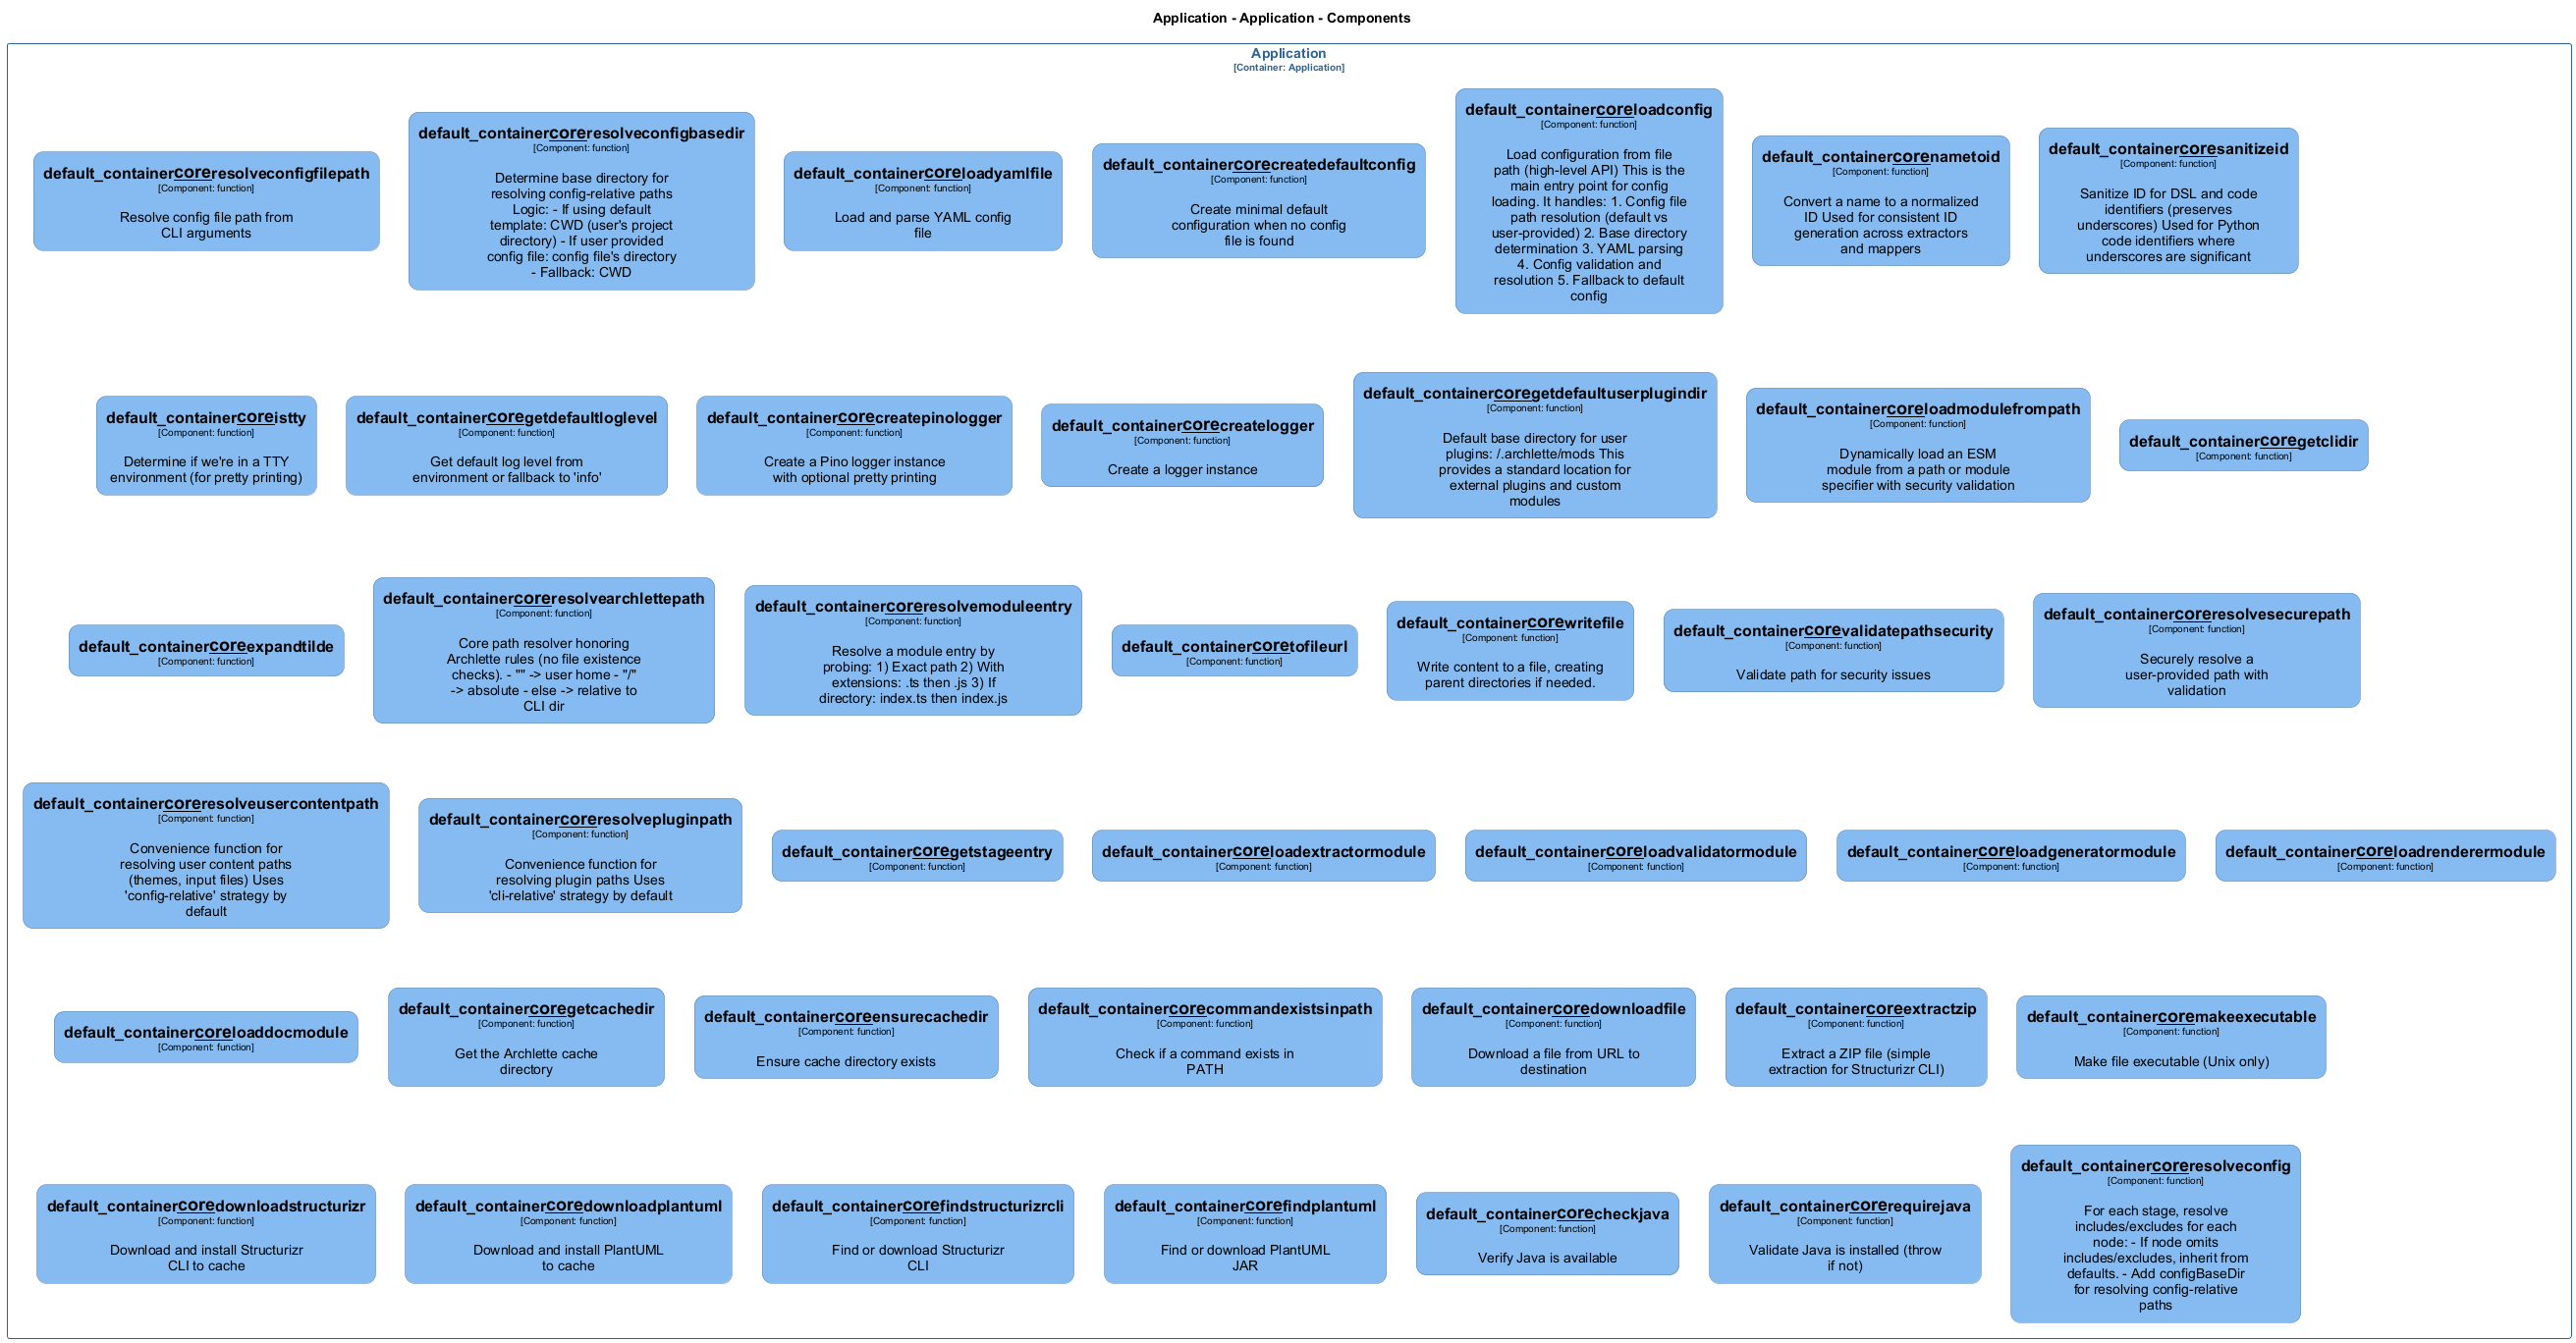 Application - Application - Components
Application
[Container: Application]
default_containercoreresolveconfigfilepath
[Component: function]
Resolve config file path from
CLI arguments
default_containercoreresolveconfigbasedir
[Component: function]
Determine base directory for
resolving config-relative paths
Logic: - If using default
template: CWD (user's project
directory) - If user provided
config file: config file's directory
- Fallback: CWD
default_containercoreloadyamlfile
[Component: function]
Load and parse YAML config
file
default_containercorecreatedefaultconfig
[Component: function]
Create minimal default
configuration when no config
file is found
default_containercoreloadconfig
[Component: function]
Load configuration from file
path (high-level API) This is the
main entry point for config
loading. It handles: 1. Config file
path resolution (default vs
user-provided) 2. Base directory
determination 3. YAML parsing
4. Config validation and
resolution 5. Fallback to default
config
default_containercorenametoid
[Component: function]
Convert a name to a normalized
ID Used for consistent ID
generation across extractors
and mappers
default_containercoresanitizeid
[Component: function]
Sanitize ID for DSL and code
identifiers (preserves
underscores) Used for Python
code identifiers where
underscores are significant
default_containercoreistty
[Component: function]
Determine if we're in a TTY
environment (for pretty printing)
default_containercoregetdefaultloglevel
[Component: function]
Get default log level from
environment or fallback to 'info'
default_containercorecreatepinologger
[Component: function]
Create a Pino logger instance
with optional pretty printing
default_containercorecreatelogger
[Component: function]
Create a logger instance
default_containercoregetdefaultuserplugindir
[Component: function]
Default base directory for user
plugins: /.archlette/mods This
provides a standard location for
external plugins and custom
modules
default_containercoreloadmodulefrompath
[Component: function]
Dynamically load an ESM
module from a path or module
specifier with security validation
default_containercoregetclidir
[Component: function]
default_containercoreexpandtilde
[Component: function]
default_containercoreresolvearchlettepath
[Component: function]
Core path resolver honoring
Archlette rules (no file existence
checks). - "" -> user home - "/"
-> absolute - else -> relative to
CLI dir
default_containercoreresolvemoduleentry
[Component: function]
Resolve a module entry by
probing: 1) Exact path 2) With
extensions: .ts then .js 3) If
directory: index.ts then index.js
default_containercoretofileurl
[Component: function]
default_containercorewritefile
[Component: function]
Write content to a file, creating
parent directories if needed.
default_containercorevalidatepathsecurity
[Component: function]
Validate path for security issues
default_containercoreresolvesecurepath
[Component: function]
Securely resolve a
user-provided path with
validation
default_containercoreresolveusercontentpath
[Component: function]
Convenience function for
resolving user content paths
(themes, input files) Uses
'config-relative' strategy by
default
default_containercoreresolvepluginpath
[Component: function]
Convenience function for
resolving plugin paths Uses
'cli-relative' strategy by default
default_containercoregetstageentry
[Component: function]
default_containercoreloadextractormodule
[Component: function]
default_containercoreloadvalidatormodule
[Component: function]
default_containercoreloadgeneratormodule
[Component: function]
default_containercoreloadrenderermodule
[Component: function]
default_containercoreloaddocmodule
[Component: function]
default_containercoregetcachedir
[Component: function]
Get the Archlette cache
directory
default_containercoreensurecachedir
[Component: function]
Ensure cache directory exists
default_containercorecommandexistsinpath
[Component: function]
Check if a command exists in
PATH
default_containercoredownloadfile
[Component: function]
Download a file from URL to
destination
default_containercoreextractzip
[Component: function]
Extract a ZIP file (simple
extraction for Structurizr CLI)
default_containercoremakeexecutable
[Component: function]
Make file executable (Unix only)
default_containercoredownloadstructurizr
[Component: function]
Download and install Structurizr
CLI to cache
default_containercoredownloadplantuml
[Component: function]
Download and install PlantUML
to cache
default_containercorefindstructurizrcli
[Component: function]
Find or download Structurizr
CLI
default_containercorefindplantuml
[Component: function]
Find or download PlantUML
JAR
default_containercorecheckjava
[Component: function]
Verify Java is available
default_containercorerequirejava
[Component: function]
Validate Java is installed (throw
if not)
default_containercoreresolveconfig
[Component: function]
For each stage, resolve
includes/excludes for each
node: - If node omits
includes/excludes, inherit from
defaults. - Add configBaseDir
for resolving config-relative
paths